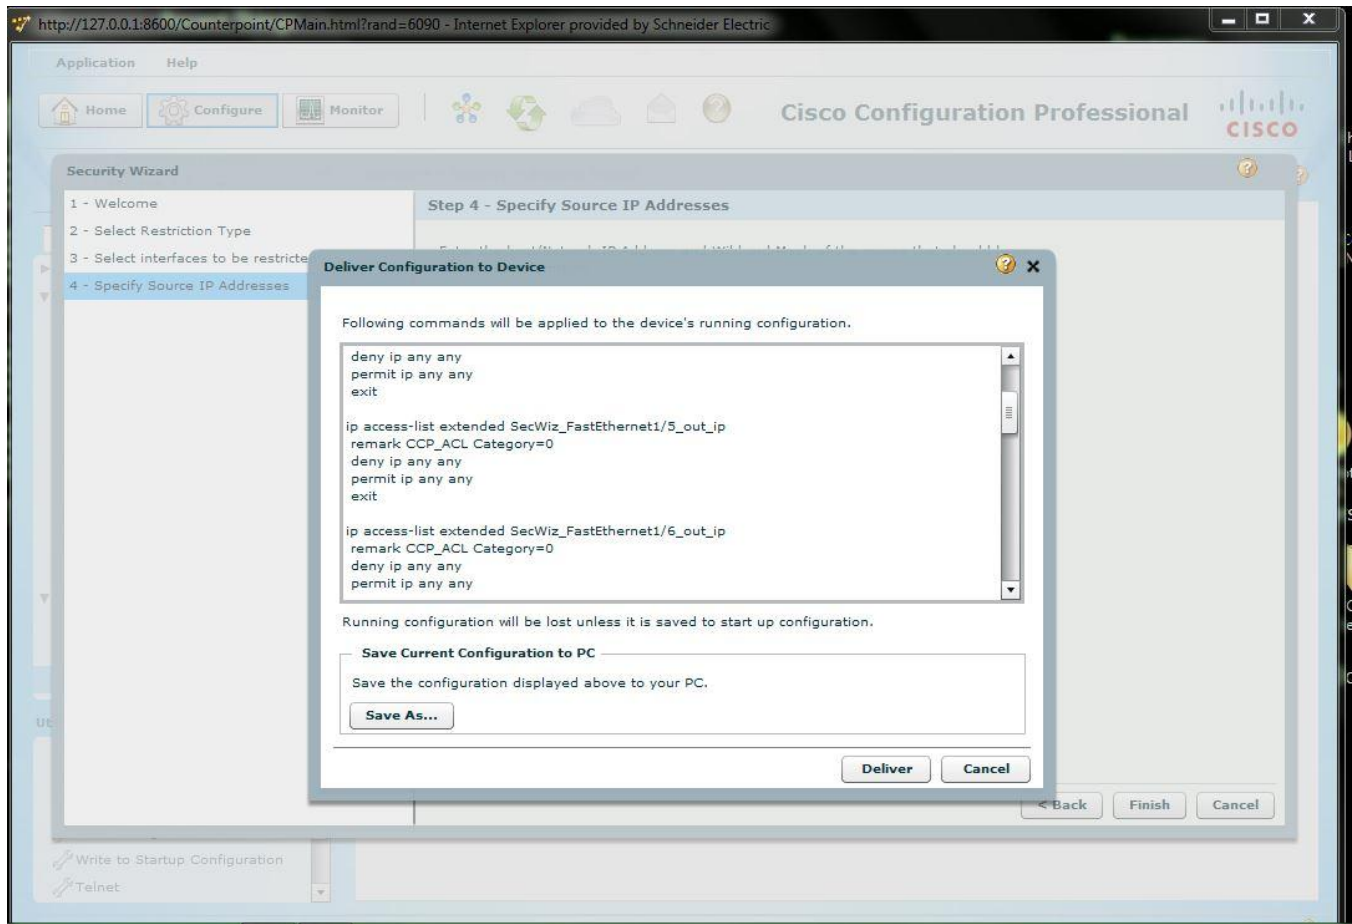 http://127.0.0.1:8600/Counterpoint/CPMain.html?rand=6090 - Internet Explorer provided by Schneider Electric
Application Help
Home Configure Monitor
Cisco Configuration Professional
CISCO
Security Wizard
1 - Welcome
2 - Select Restriction Type
3 - Select interfaces to be restricte
4 - Specify Source IP Addresses
Step 4 - Specify Source IP Addresses
Deliver Configuration to Device
Following commands will be applied to the device's running configuration.
deny ip any any
permit ip any any
exit
ip access-list extended SecWiz_FastEthernet1/5_out_ip
remark CCP_ACL Category=0
deny ip any any
permit ip any any
exit
ip access-list extended SecWiz_FastEthernet1/6_out_ip
remark CCP_ACL Category=0
deny ip any any
permit ip any any
Running configuration will be lost unless it is saved to start up configuration.
Save Current Configuration to PC
Save the configuration displayed above to your PC.
Save As...
Deliver Cancel
< Back Finish Cancel
Write to Startup Configuration
Telnet